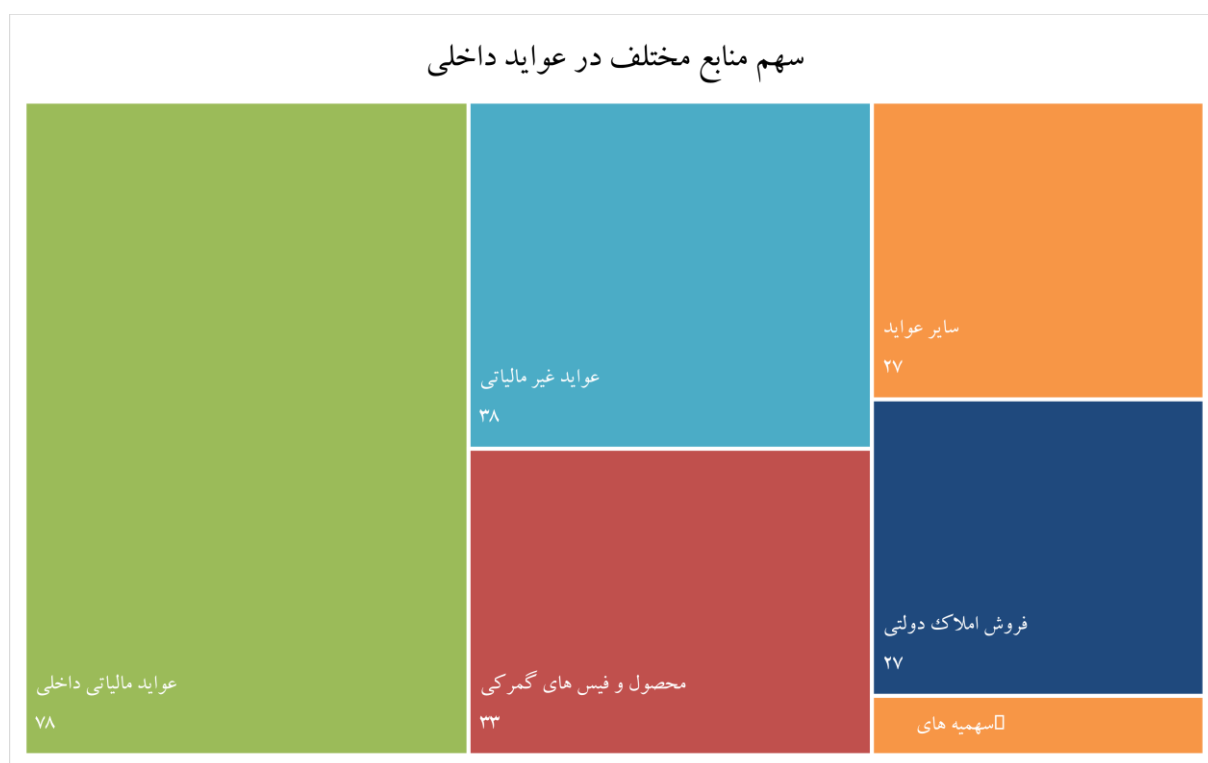 سهم منابع مختلف در عواید داخلی
سایر عواید
۲۷
عواید غیر مالیاتی
۳۸
فروش املاک دولتی
۲۷
عواید مالیاتی داخلی
۷۸
محصول و فیس های گمرکی
۳۳
سهمیه های